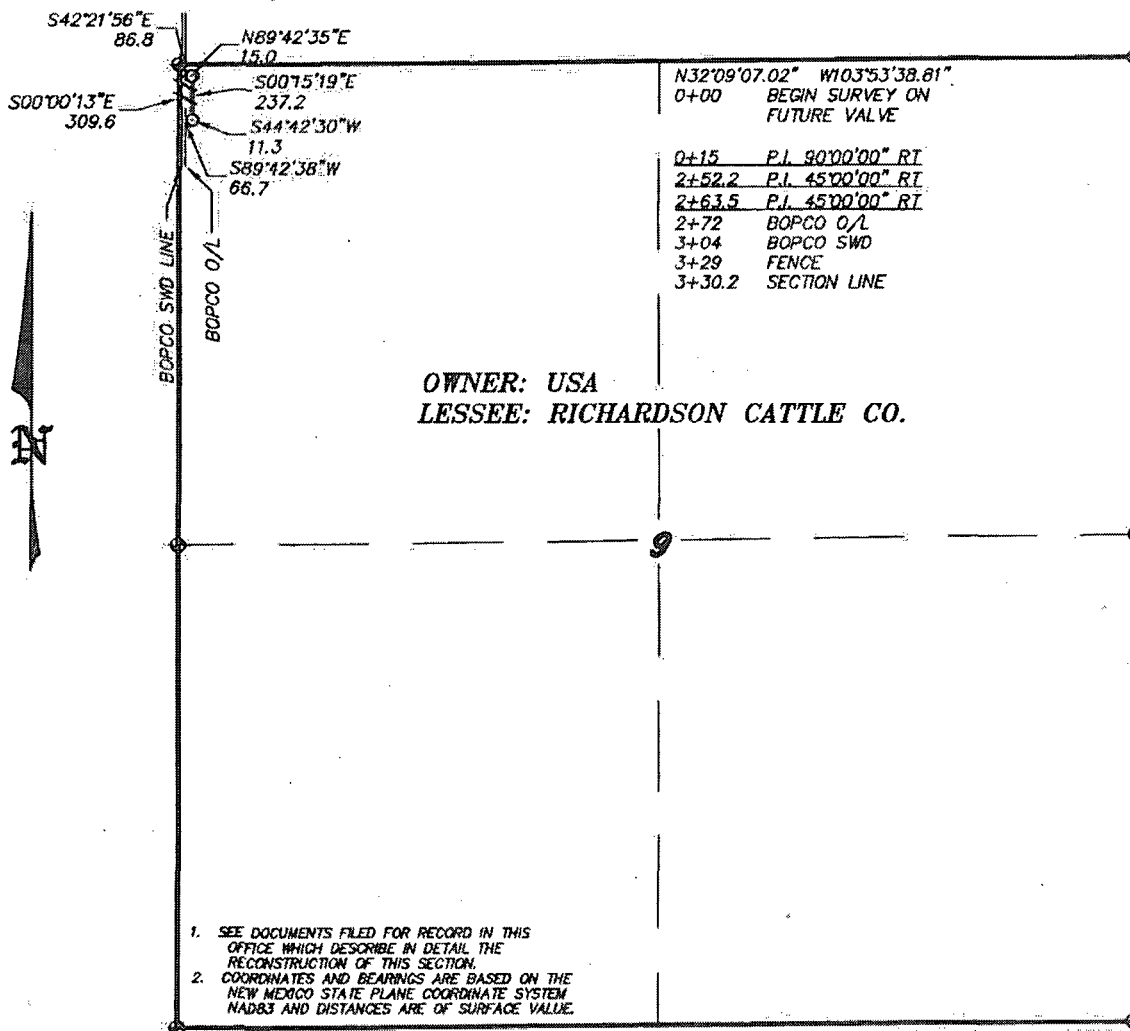 S42°21'56"E
86.8
N89°42'35"E
15.0
S00°15'19"E
237.2
S00°00'13"E
309.6
S44°42'30"W
11.3
S89°42'38"W
66.7
BOPCO SWD LINE
BOPCO O/L
N32°09'07.02" W103°53'38.81"
0+00 BEGIN SURVEY ON
FUTURE VALVE
0+15 P.I. 90°00'00" RT
2+52.2 P.I. 45°00'00" RT
2+63.5 P.I. 45°00'00" RT
2+72 BOPCO O/L
3+04 BOPCO SWD
3+29 FENCE
3+30.2 SECTION LINE
OWNER: USA
LESSEE: RICHARDSON CATTLE CO.
N
9
1. SEE DOCUMENTS FILED FOR RECORD IN THIS
OFFICE WHICH DESCRIBE IN DETAIL THE
RECONSTRUCTION OF THIS SECTION.
2. COORDINATES AND BEARINGS ARE BASED ON THE
NEW MEXICO STATE PLANE COORDINATE SYSTEM
NAD83 AND DISTANCES ARE OF SURFACE VALUE.